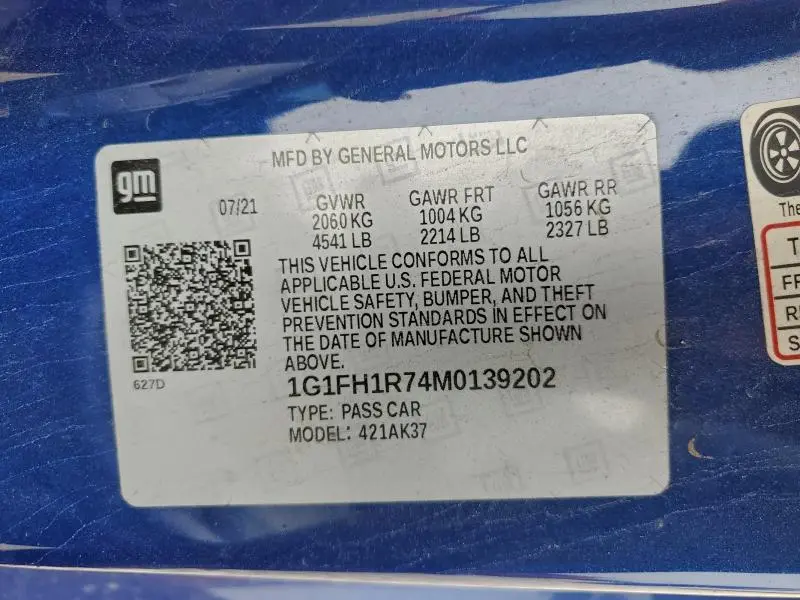 gm
MFD BY GENERAL MOTORS LLC
07/21
GVWR
2060 KG
4541 LB
GAWR FRT
1004 KG
2214 LB
GAWR RR
1056 KG
2327 LB
THIS VEHICLE CONFORMS TO ALL
APPLICABLE U.S. FEDERAL MOTOR
VEHICLE SAFETY, BUMPER, AND THEFT
PREVENTION STANDARDS IN EFFECT ON
THE DATE OF MANUFACTURE SHOWN
ABOVE.
627D
1G1FH1R74M0139202
TYPE: PASS CAR
MODEL: 421AK37
The
T
FR
R
S